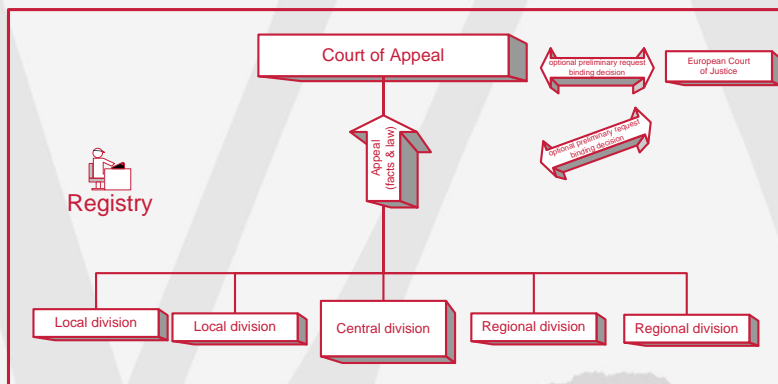 Court of Appeal
optional preliminary request
binding decision
European Court
of Justice
optional preliminary request
binding decision
Appeal
(facts & law)
Registry
Local division
Local division
Central division
Regional division
Regional division